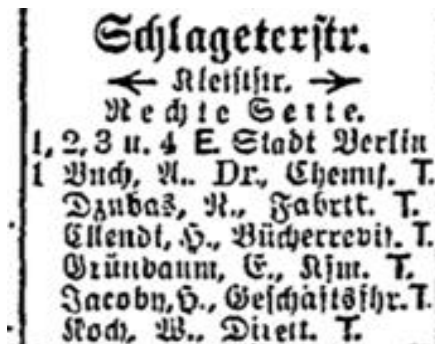 Schlageterstr.
← Kleiststr. →
Rechte Seite.
1, 2, 3 u. 4 E. Stadt Berlin
1 Buch, A.. Dr., Chemik. T.
Dzubas, N., Fabrik. T.
Ellendt, H., Bücherrevis. T.
Grünbaum, E., Kfm. T.
Jacoby, H., Geschäftsfhr. T.
Koch, W., Direkt. T.